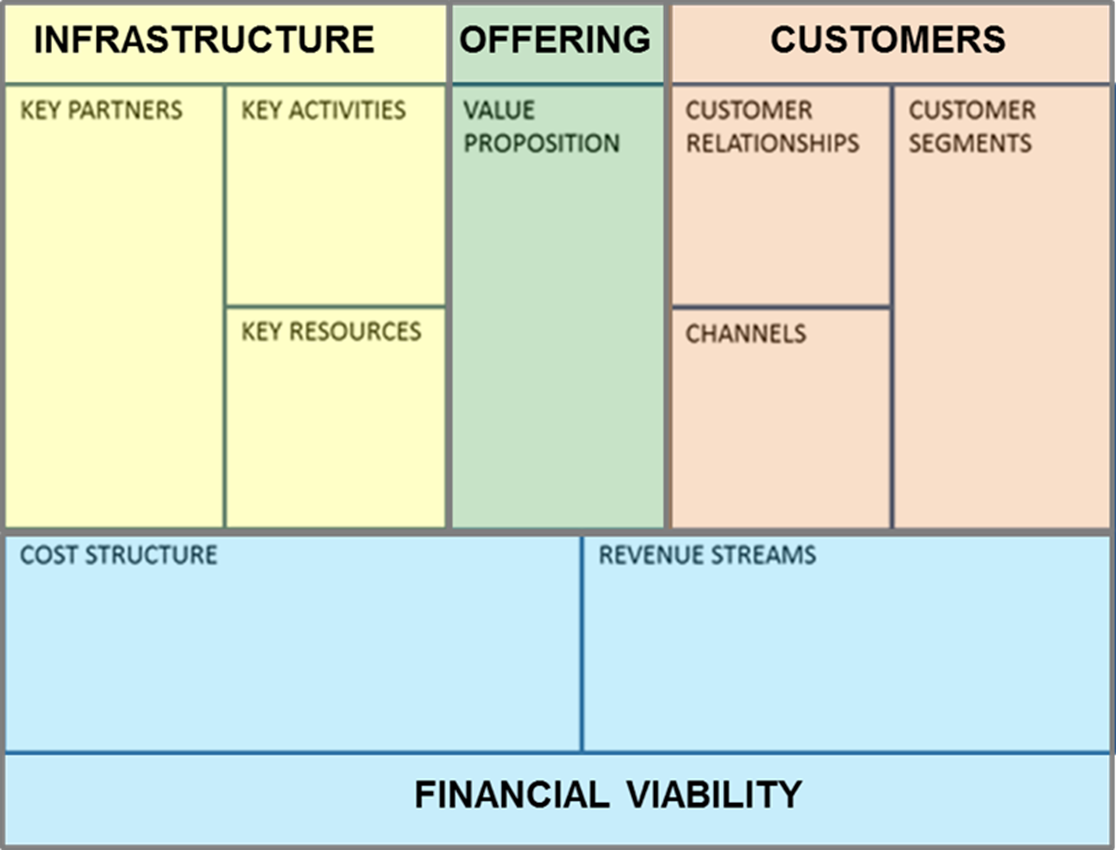 INFRASTRUCTURE
OFFERING
CUSTOMERS
KEY PARTNERS
KEY ACTIVITIES
KEY RESOURCES
VALUE
PROPOSITION
CUSTOMER
RELATIONSHIPS
CHANNELS
CUSTOMER
SEGMENTS
COST STRUCTURE
REVENUE STREAMS
FINANCIAL VIABILITY